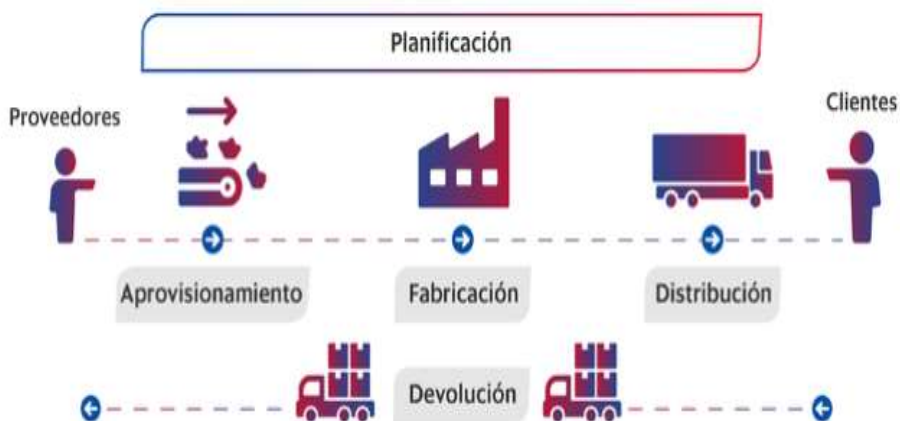 Planificación
Proveedores
Clientes
Aprovisionamiento
Fabricación
Distribución
Devolución